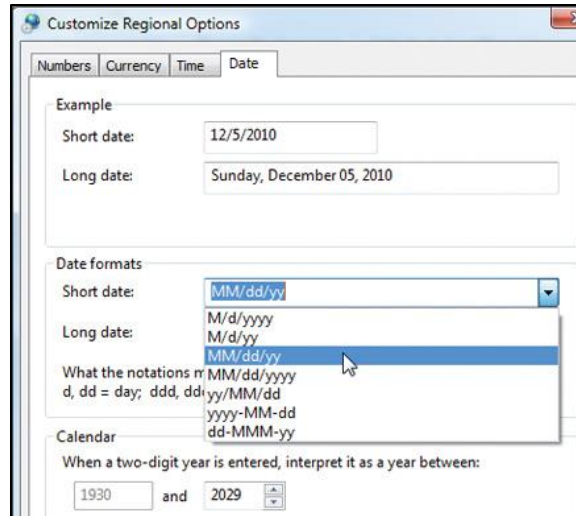 Customize Regional Options
Numbers Currency Time Date
Example
Short date: 12/5/2010
Long date: Sunday, December 05, 2010
Date formats
Short date: MM/dd/yy
M/d/yyyy
Long date:
M/d/yy
MM/dd/yy
What the notations m
MM/dd/yyyy
d, dd = day; ddd, dd
yy/MM/dd
yyyy-MM-dd
dd-MMM-yy
Calendar
When a two-digit year is entered, interpret it as a year between:
1930 and 2029